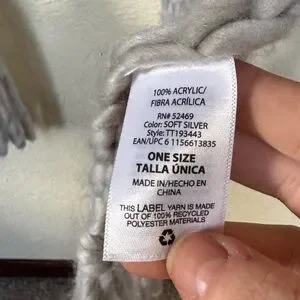 100% ACRYLIC/
FIBRA ACRÍLICA
RN# 52469
Color: SOFT SILVER
Style: TT193443
EAN/UPC 6 1156613835
ONE SIZE
TALLA ÚNICA
MADE IN/HECHO EN
CHINA
THIS LABEL YARN IS MADE
OUT OF 100% RECYCLED
POLYESTER MATERIALS